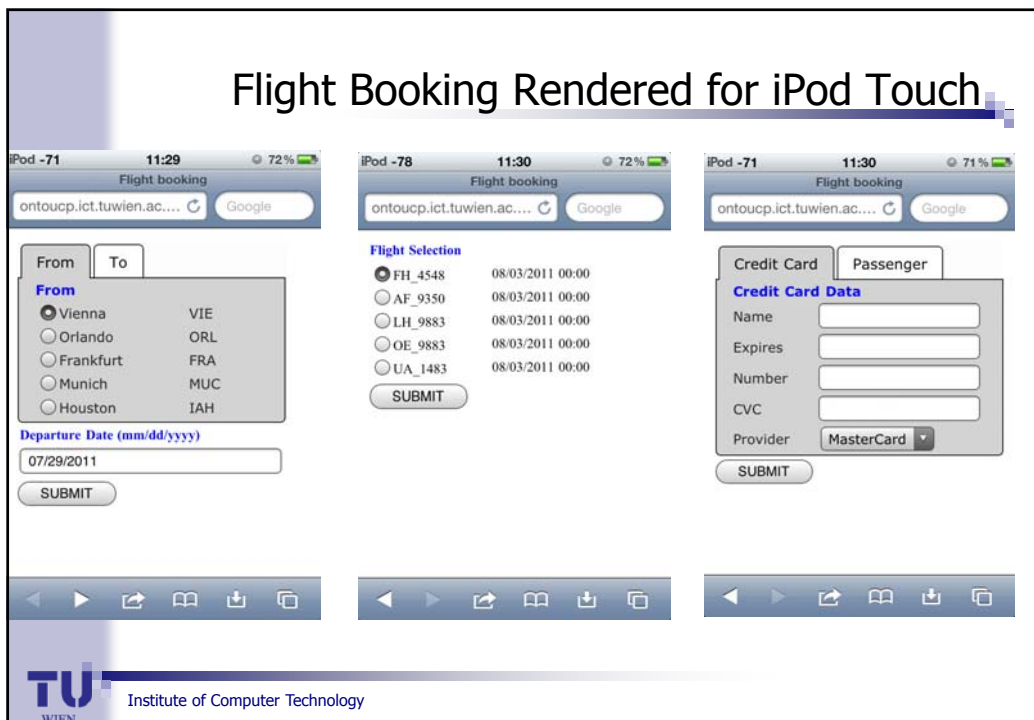 Flight Booking Rendered for iPod Touch
iPod -71 11:29 72%
Flight booking
ontoucp.ict.tuwien.ac.... Google
From To
From
Vienna VIE
Orlando ORL
Frankfurt FRA
Munich MUC
Houston IAH
Departure Date (mm/dd/yyyy)
07/29/2011
SUBMIT
iPod -78 11:30 72%
Flight booking
ontoucp.ict.tuwien.ac.... Google
Flight Selection
FH_4548 08/03/2011 00:00
AF_9350 08/03/2011 00:00
LH_9883 08/03/2011 00:00
OE_9883 08/03/2011 00:00
UA_1483 08/03/2011 00:00
SUBMIT
iPod -71 11:30 71%
Flight booking
ontoucp.ict.tuwien.ac.... Google
Credit Card Passenger
Credit Card Data
Name
Expires
Number
CVC
Provider MasterCard
SUBMIT
TU
WIEN
Institute of Computer Technology